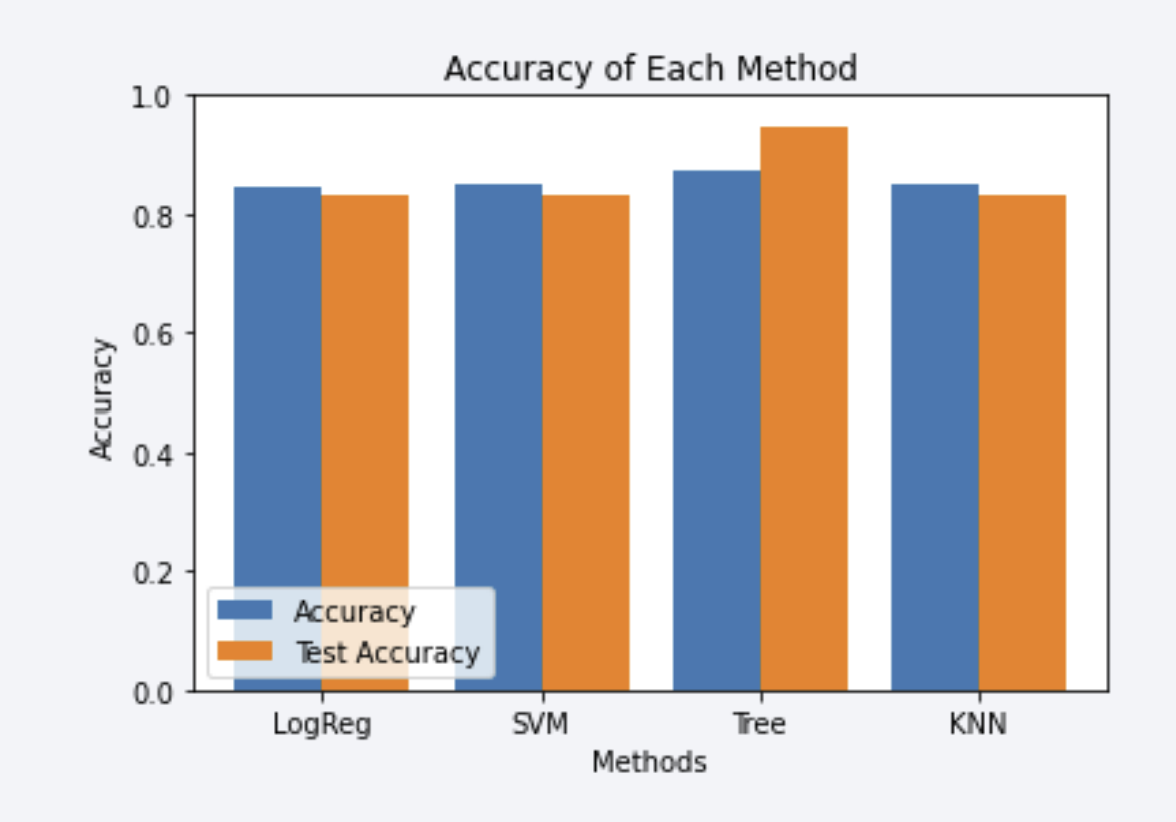 Accuracy of Each Method
1.0
0.8
0.6
0.4
0.2
0.0
Accuracy
Accuracy
Test Accuracy
LogReg SVM Tree KNN
Methods